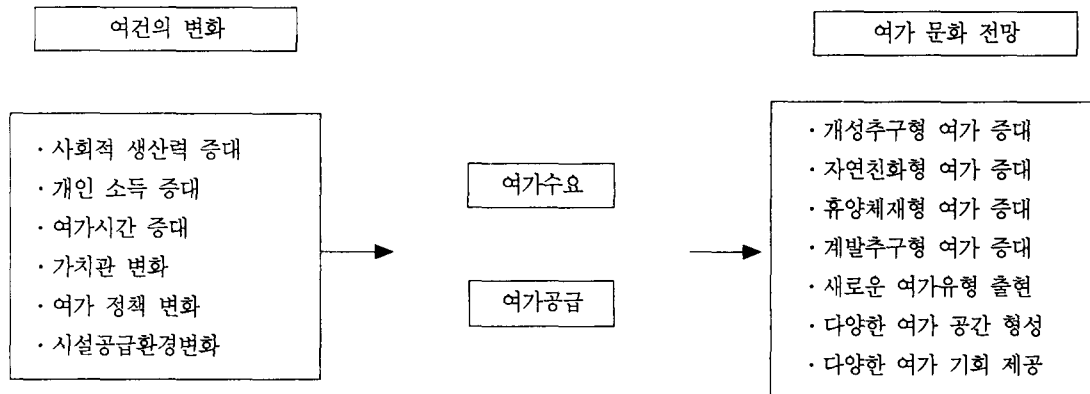 여건의 변화
여가 문화 전망
· 사회적 생산력 증대
· 개인 소득 증대
· 여가시간 증대
· 가치관 변화
· 여가 정책 변화
· 시설공급환경변화
여가수요
여가공급
· 개성추구형 여가 증대
· 자연친화형 여가 증대
· 휴양체재형 여가 증대
· 계발추구형 여가 증대
· 새로운 여가유형 출현
· 다양한 여가 공간 형성
· 다양한 여가 기회 제공